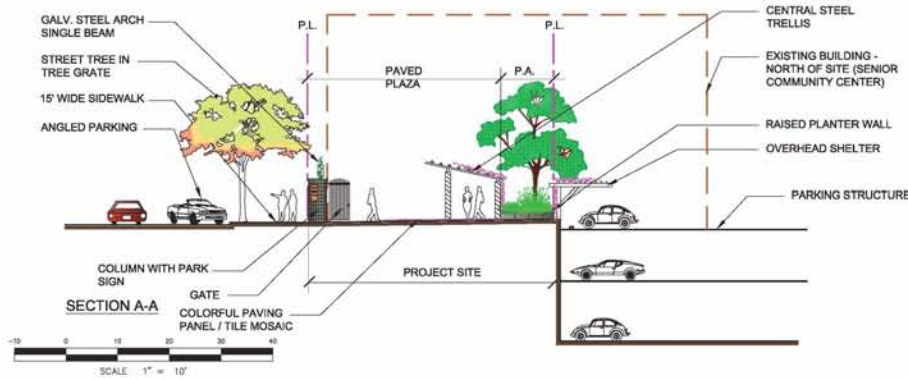 GALV. STEEL ARCH
SINGLE BEAM
STREET TREE IN
TREE GRATE
15' WIDE SIDEWALK
ANGLED PARKING
P.L.
PAVED
PLAZA
P.A.
P.L.
CENTRAL STEEL
TRELLIS
EXISTING BUILDING -
NORTH OF SITE (SENIOR
COMMUNITY CENTER)
RAISED PLANTER WALL
OVERHEAD SHELTER
PARKING STRUCTURE
COLUMN WITH PARK
SIGN
GATE
COLORFUL PAVING
PANEL / TILE MOSAIC
PROJECT SITE
SECTION A-A
-10 0 10 20 30 40
SCALE 1" = 10'